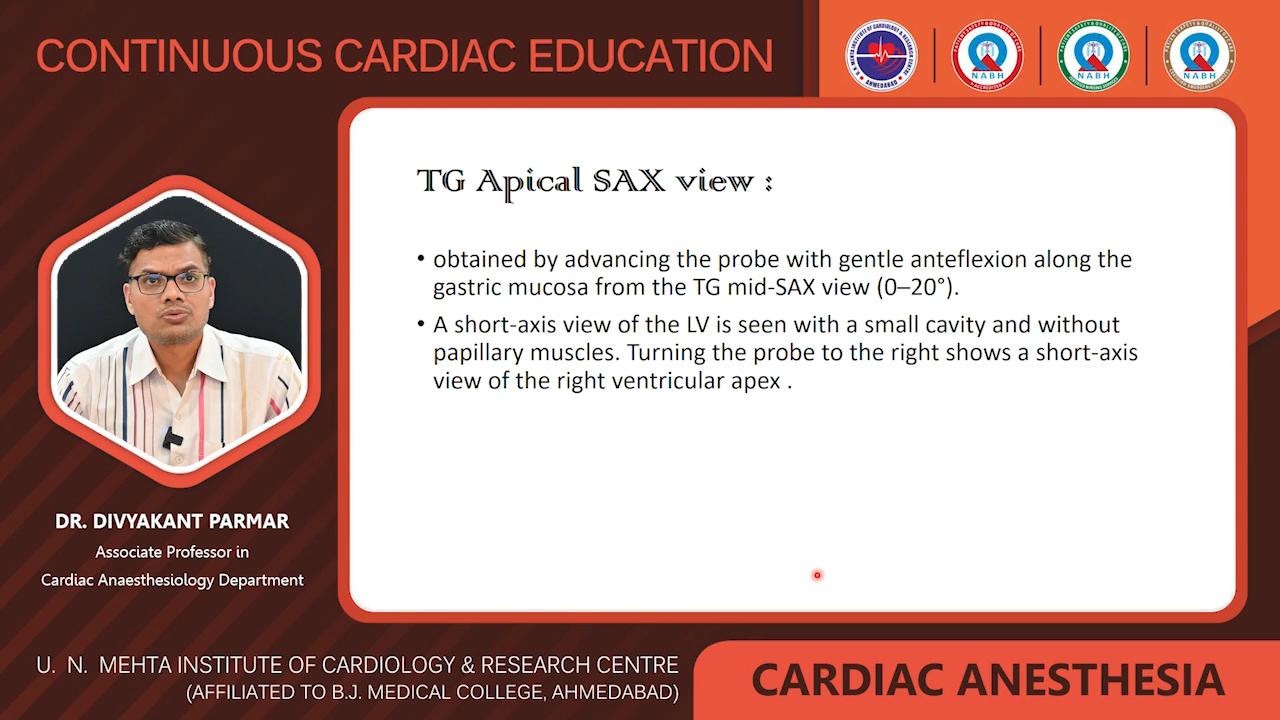 CONTINUOUS CARDIAC EDUCATION
NABH
NABH
NABH
TG Apical SAX view :
• obtained by advancing the probe with gentle anteflexion along the
gastric mucosa from the TG mid-SAX view (0–20°).
• A short-axis view of the LV is seen with a small cavity and without
papillary muscles. Turning the probe to the right shows a short-axis
view of the right ventricular apex .
DR. DIVYAKANT PARMAR
Associate Professor in
Cardiac Anaesthesiology Department
U. N. MEHTA INSTITUTE OF CARDIOLOGY & RESEARCH CENTRE
(AFFILIATED TO B.J. MEDICAL COLLEGE, AHMEDABAD)
CARDIAC ANESTHESIA